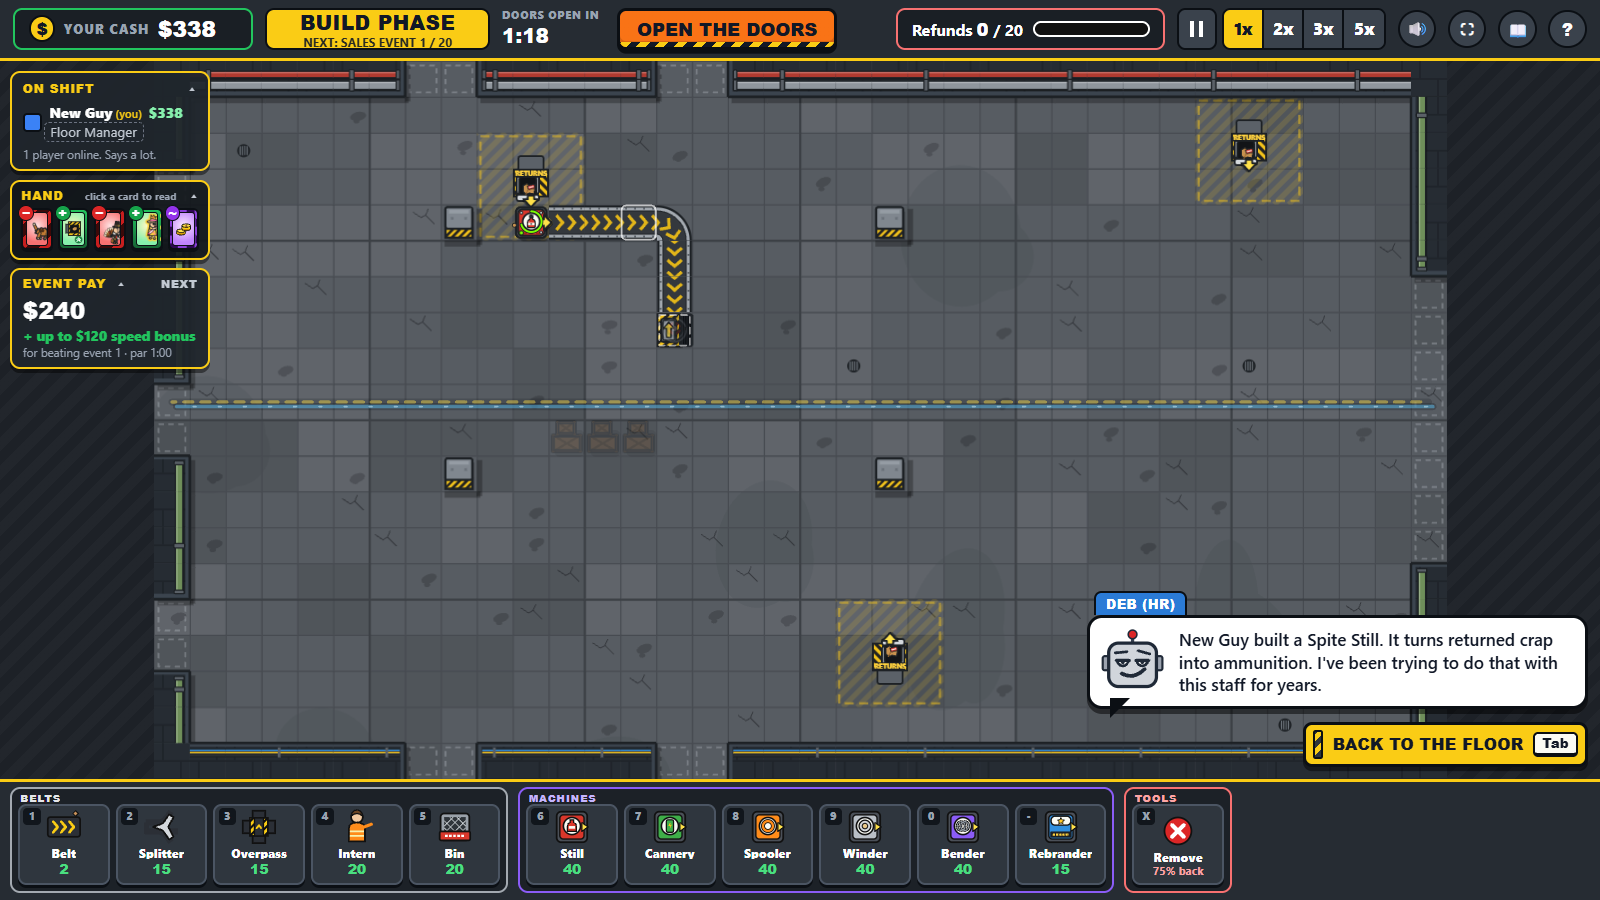 $ YOUR CASH $338
BUILD PHASE
NEXT: SALES EVENT 1 / 20
DOORS OPEN IN
1:18
OPEN THE DOORS
Refunds 0 / 20
1x 2x 3x 5x
?
ON SHIFT
New Guy (you) $338
Floor Manager
1 player online. Says a lot.
HAND click a card to read
EVENT PAY NEXT
$240
+ up to $120 speed bonus
for beating event 1 · par 1:00
RETURNS
RETURNS
RETURNS
DEB (HR)
New Guy built a Spite Still. It turns returned crap
into ammunition. I've been trying to do that with
this staff for years.
BACK TO THE FLOOR Tab
BELTS
1 Belt 2
2 Splitter 15
3 Overpass 15
4 Intern 20
5 Bin 20
MACHINES
6 Still 40
7 Cannery 40
8 Spooler 40
9 Winder 40
0 Bender 40
- Rebrander 15
TOOLS
X Remove
75% back